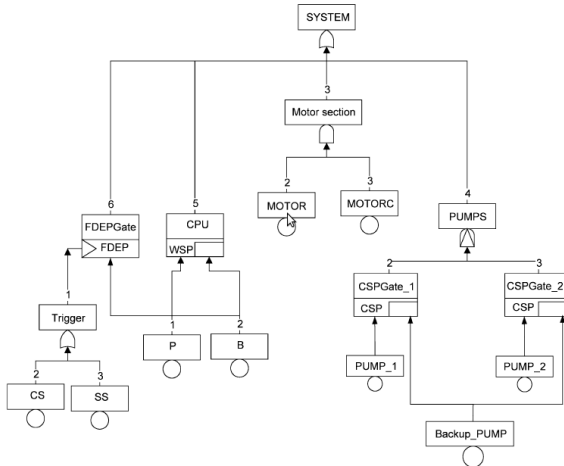 SYSTEM
3
Motor section
6
5
4
FDEPGate
FDEP
CPU
WSP
2
MOTOR
3
MOTORC
PUMPS
1
Trigger
2
CSPGate_1
CSP
3
CSPGate_2
CSP
1
P
2
B
2
CS
3
SS
PUMP_1
PUMP_2
Backup_PUMP